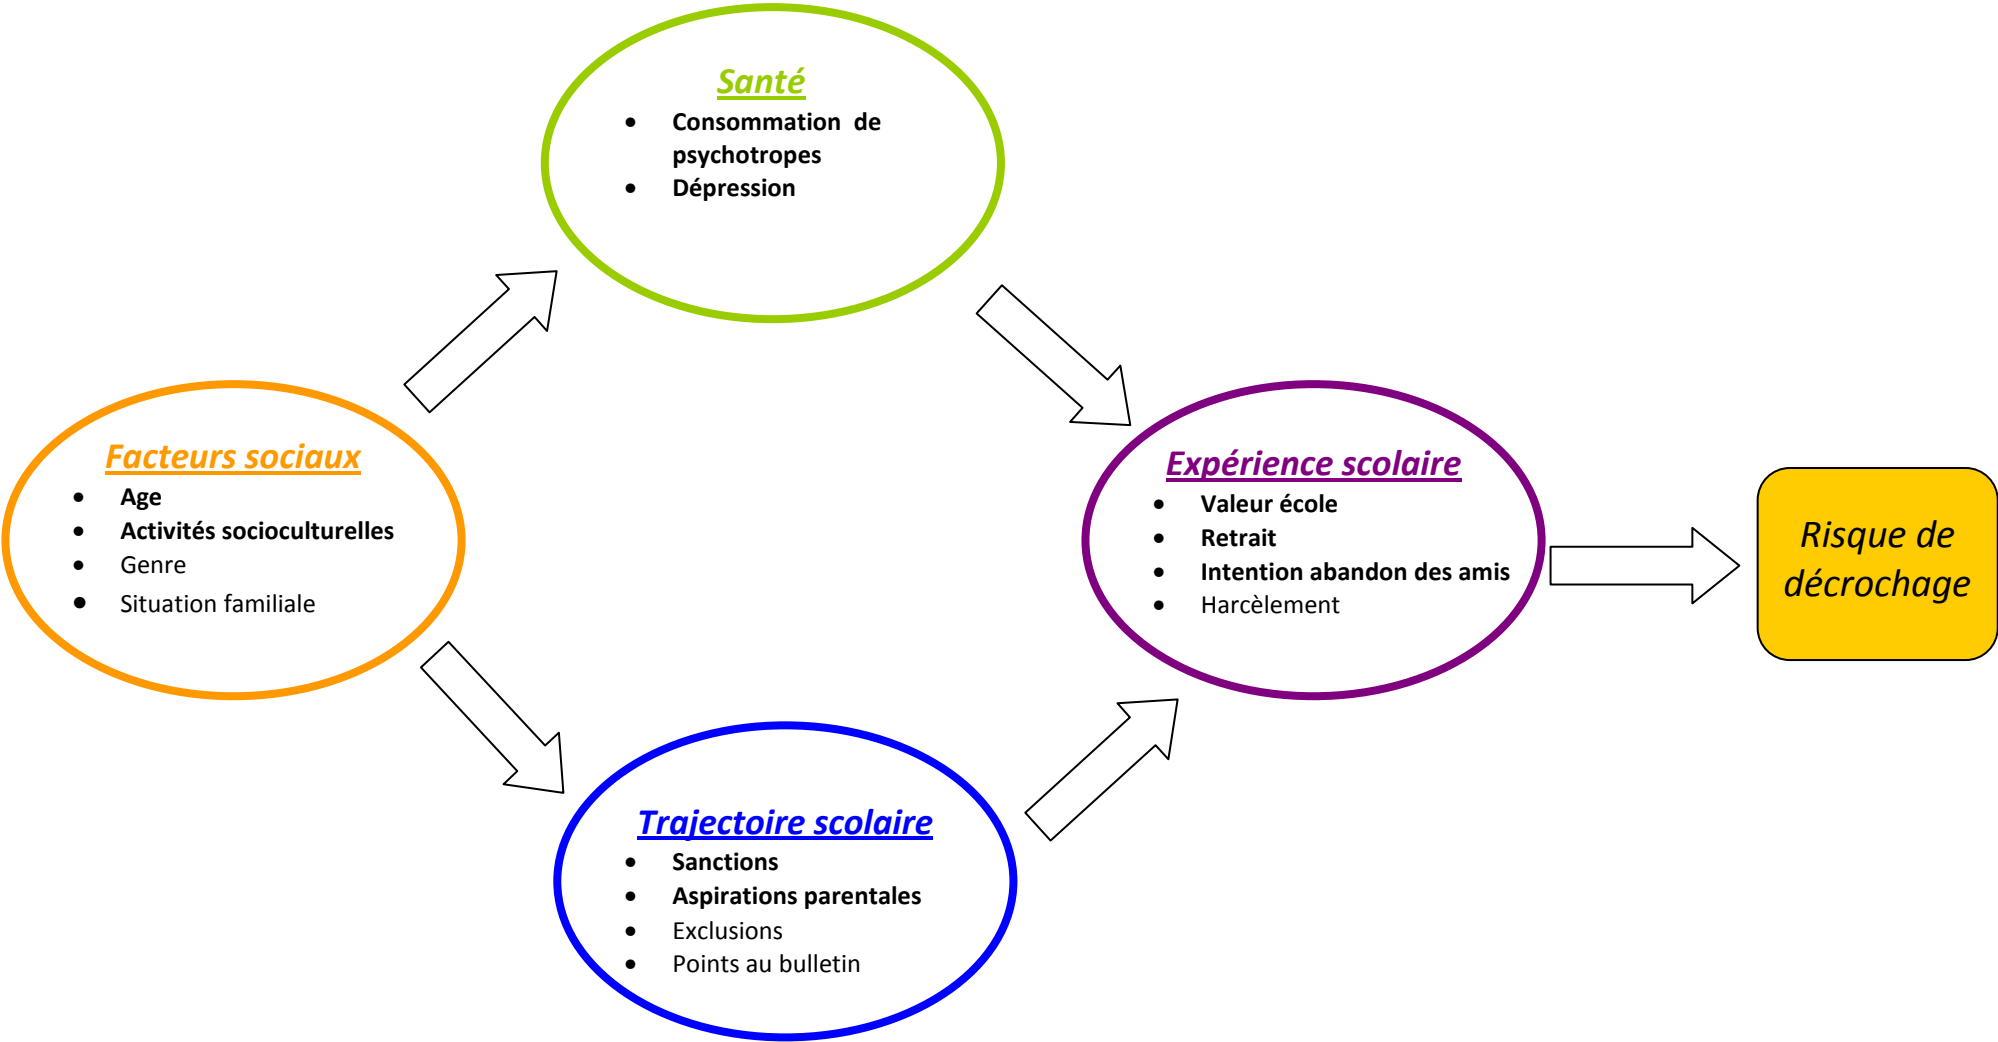 Santé
• Consommation de
psychotropes
• Dépression
Facteurs sociaux
• Age
• Activités socioculturelles
• Genre
• Situation familiale
Expérience scolaire
• Valeur école
• Retrait
• Intention abandon des amis
• Harcèlement
Risque de
décrochage
Trajectoire scolaire
• Sanctions
• Aspirations parentales
• Exclusions
• Points au bulletin